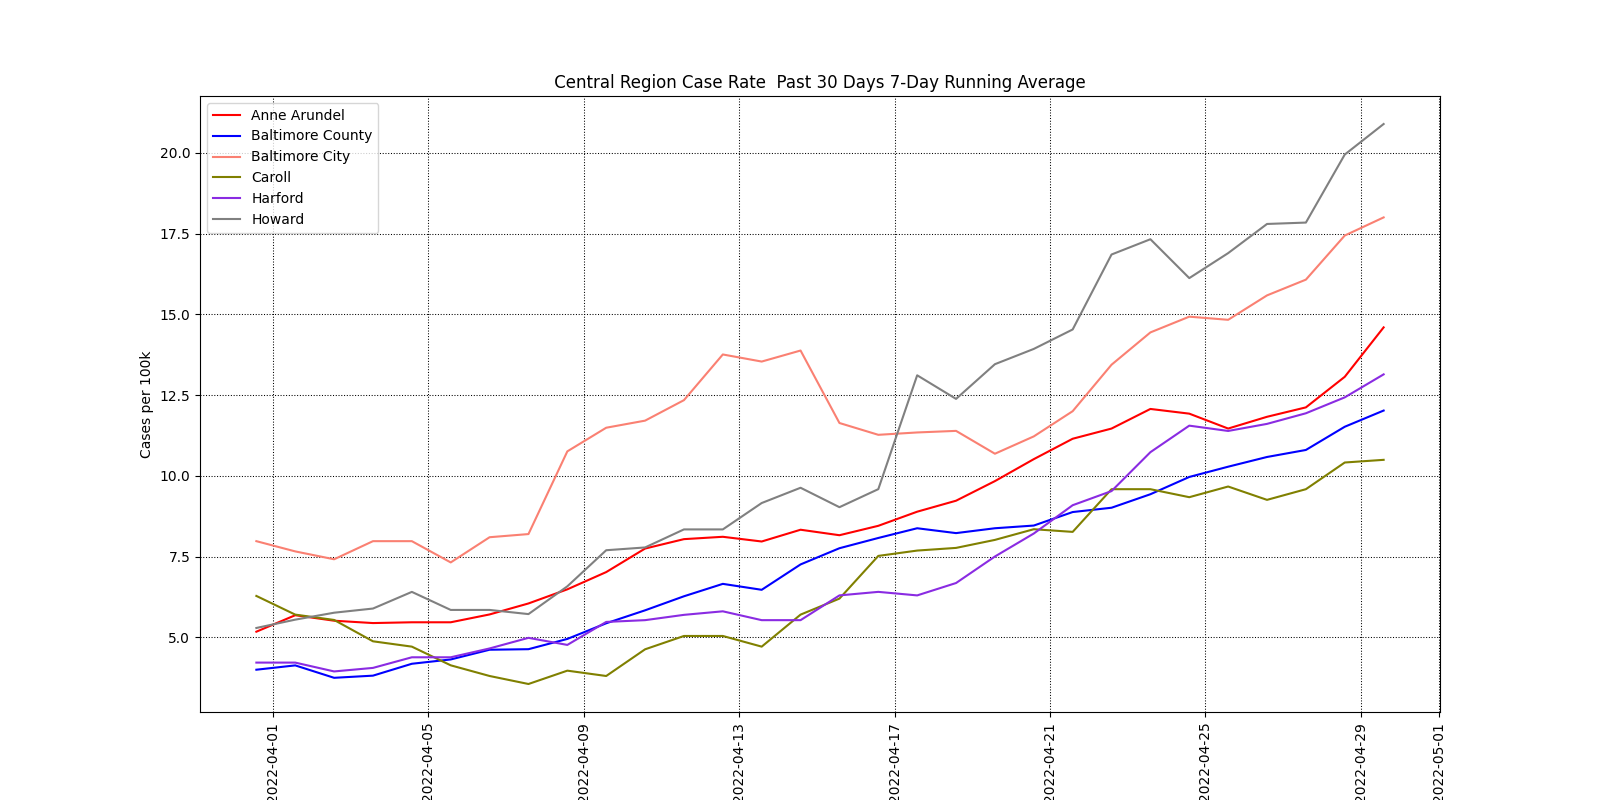 Central Region Case Rate  Past 30 Days 7-Day Running Average
Anne Arundel
Baltimore County
Baltimore City
Caroll
Harford
Howard
Cases per 100k
20.0
17.5
15.0
12.5
10.0
7.5
5.0
2022-04-01
2022-04-05
2022-04-09
2022-04-13
2022-04-17
2022-04-21
2022-04-25
2022-04-29
2022-05-01